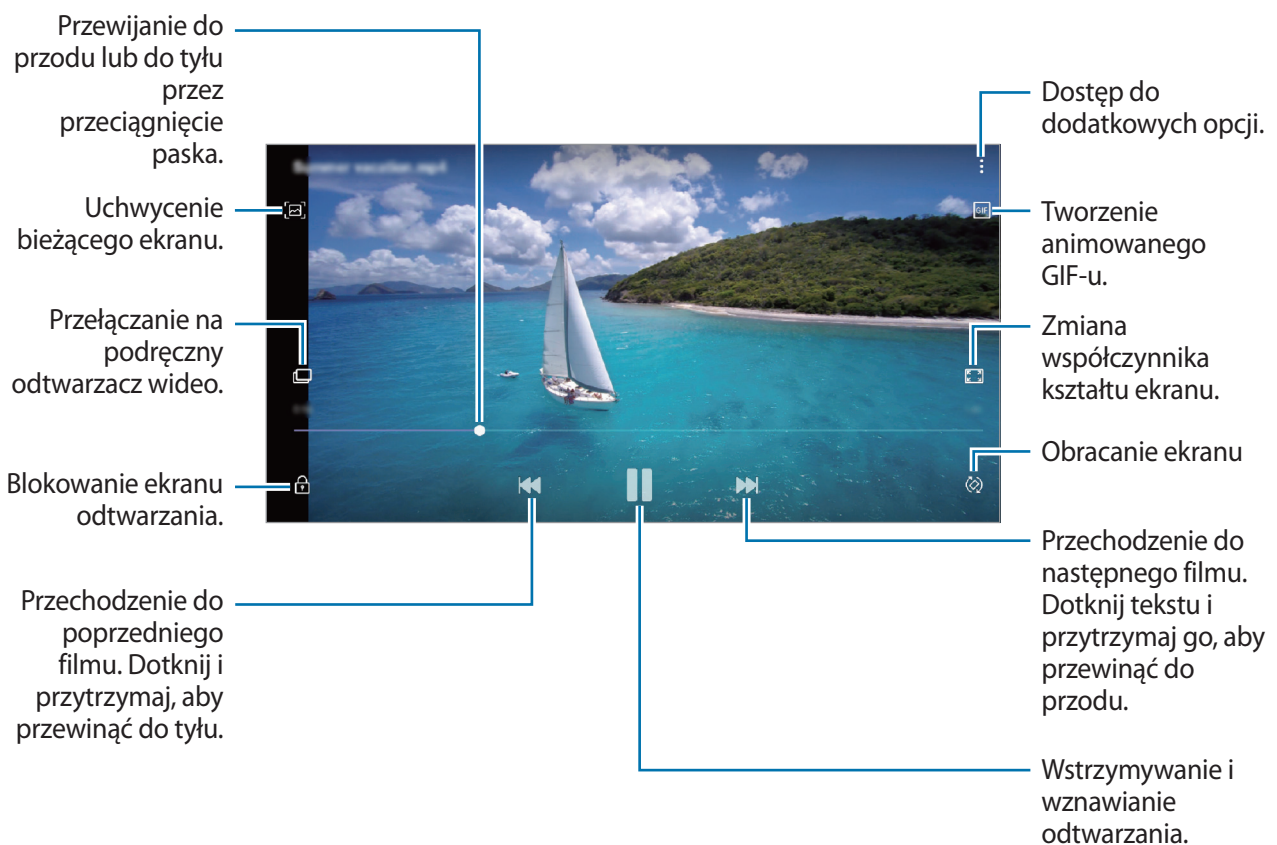 Przewijanie do
przodu lub do tyłu
przez
przeciągnięcie
paska.
Uchwycenie
bieżącego ekranu.
Przełączanie na
podręczny
odtwarzacz wideo.
Blokowanie ekranu
odtwarzania.
Przechodzenie do
poprzedniego
filmu. Dotknij i
przytrzymaj, aby
przewinąć do tyłu.
Dostęp do
dodatkowych opcji.
GIF
Tworzenie
animowanego
GIF-u.
Zmiana
współczynnika
kształtu ekranu.
Obracanie ekranu
Przechodzenie do
następnego filmu.
Dotknij tekstu i
przytrzymaj go, aby
przewinąć do
przodu.
Wstrzymywanie i
wznawianie
odtwarzania.